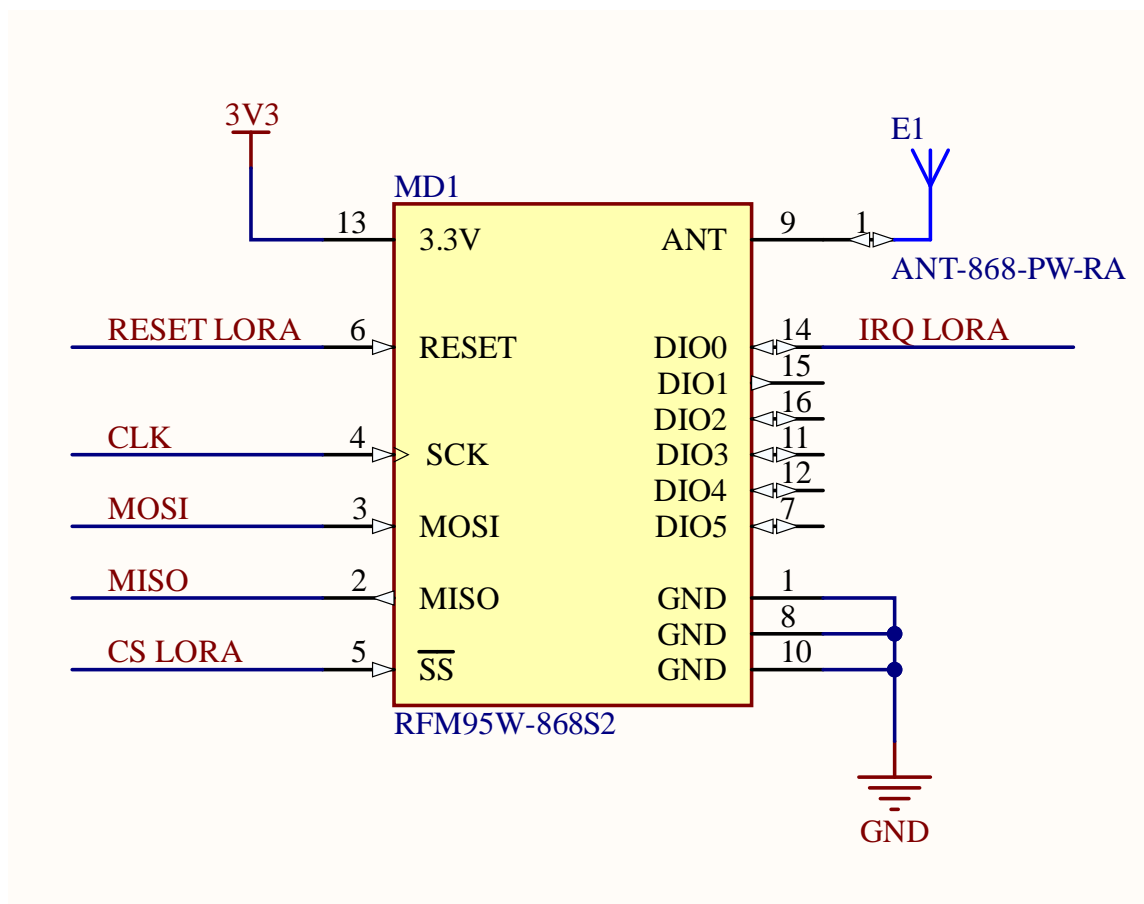 3V3
E1
MD1
13 3.3V ANT 9 1
ANT-868-PW-RA
RESET LORA 6 RESET DIO0 14 IRQ LORA
DIO1 15
DIO2 16
CLK 4 SCK DIO3 11
DIO4 12
MOSI 3 MOSI DIO5 7
MISO 2 MISO GND 1
GND 8
CS LORA 5 SS GND 10
RFM95W-868S2
GND